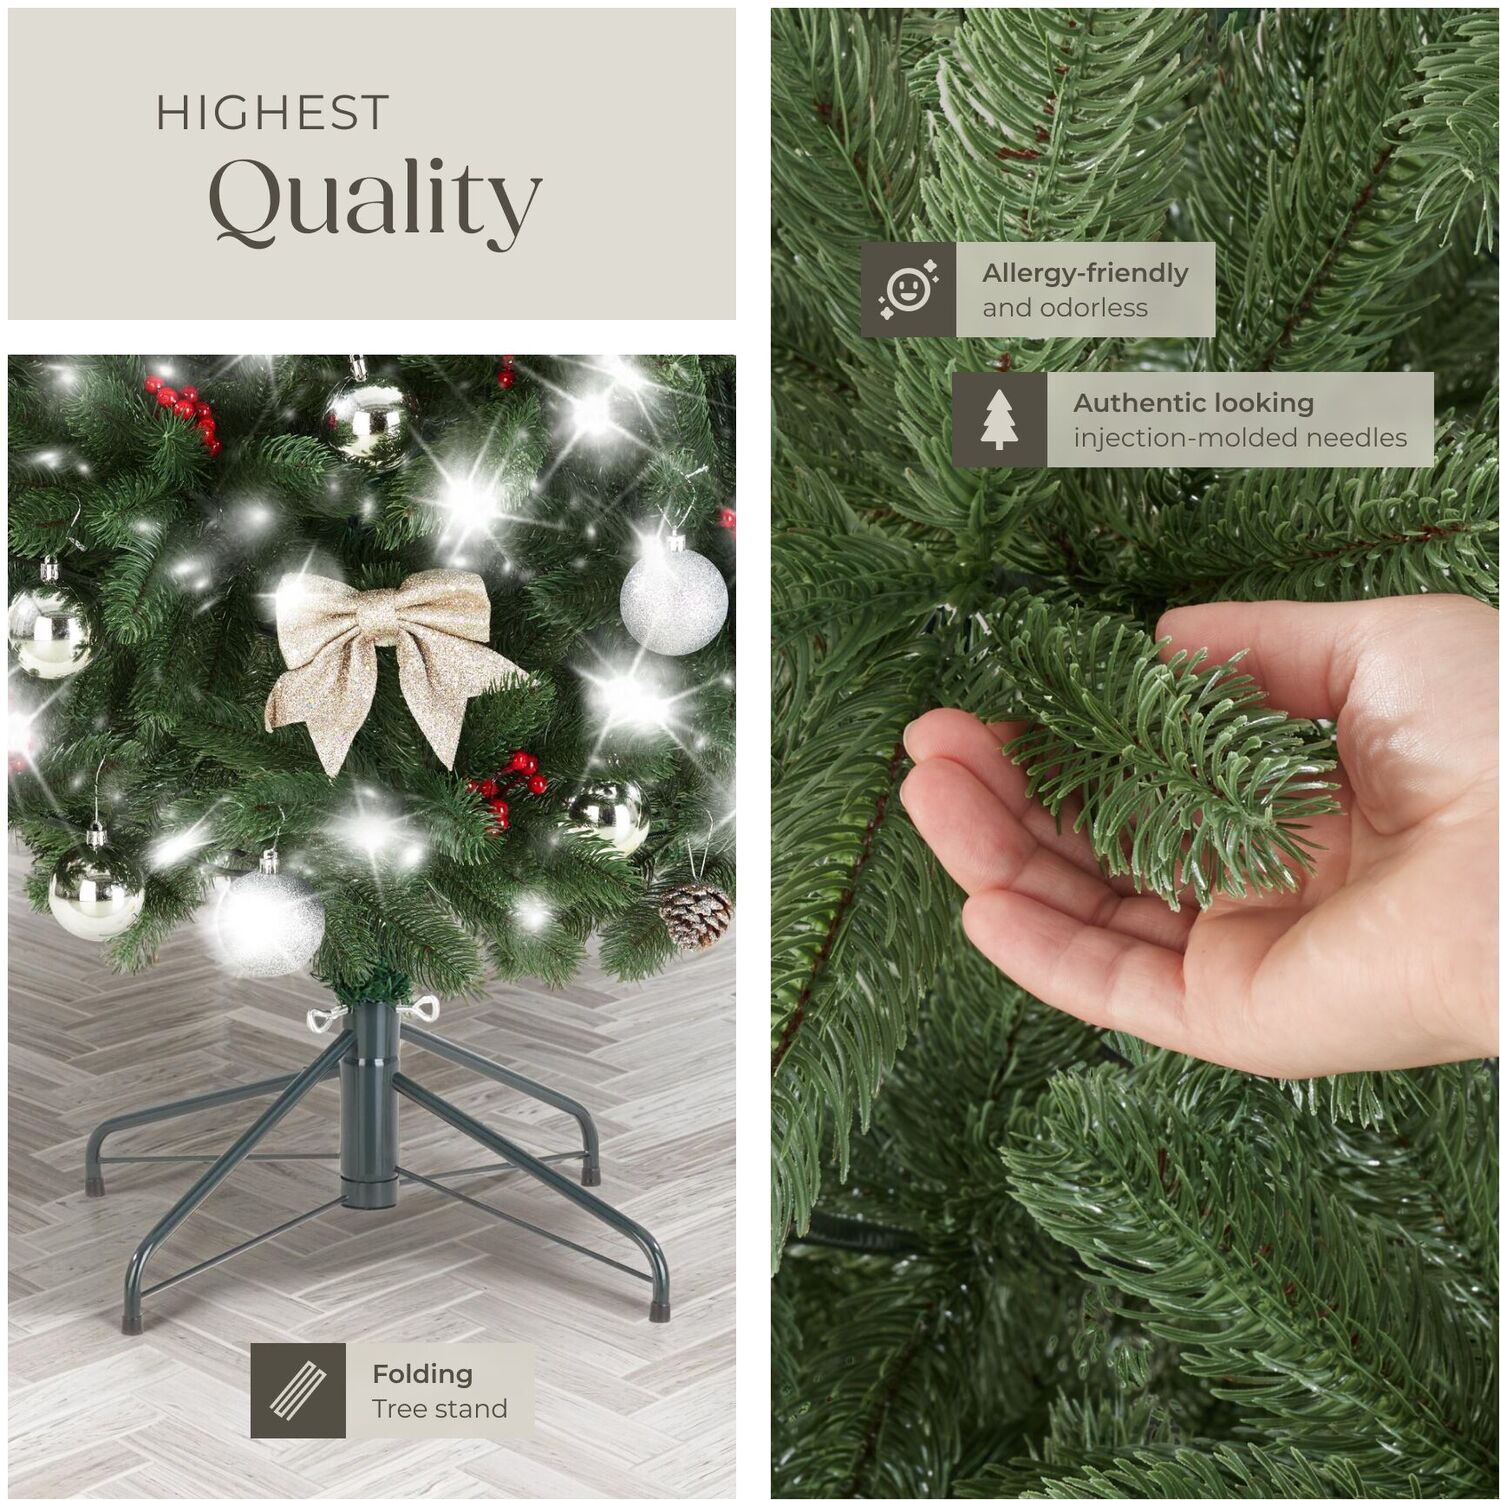 HIGHEST
Quality
Allergy-friendly
and odorless
Authentic looking
injection-molded needles
Folding
Tree stand